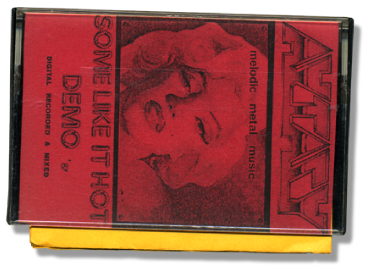 melodic metal music
SOME LIKE IT HOT
DEMO
DIGITAL RECORDED & MIXED